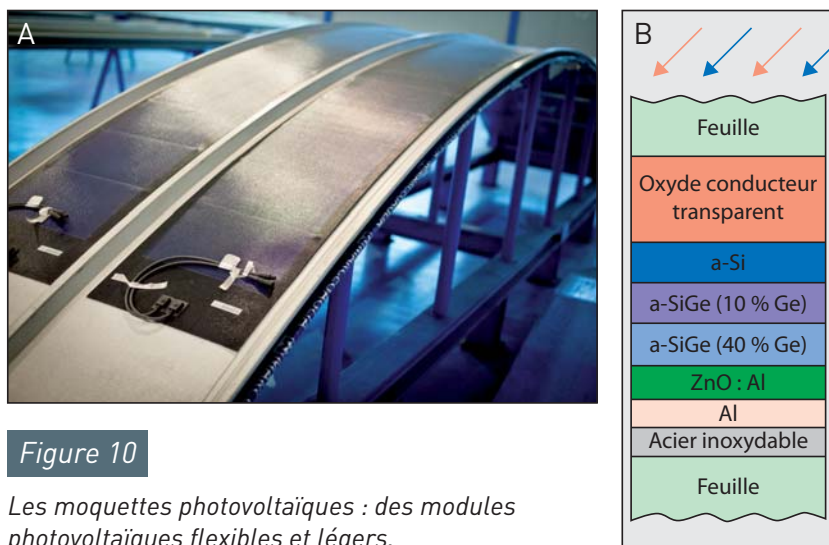 A
B
Feuille
Oxyde conducteur
transparent
a-Si
a-SiGe (10 % Ge)
a-SiGe (40 % Ge)
ZnO : Al
Al
Acier inoxydable
Feuille
Figure 10
Les moquettes photovoltaïques : des modules
photovoltaïques flexibles et légers.